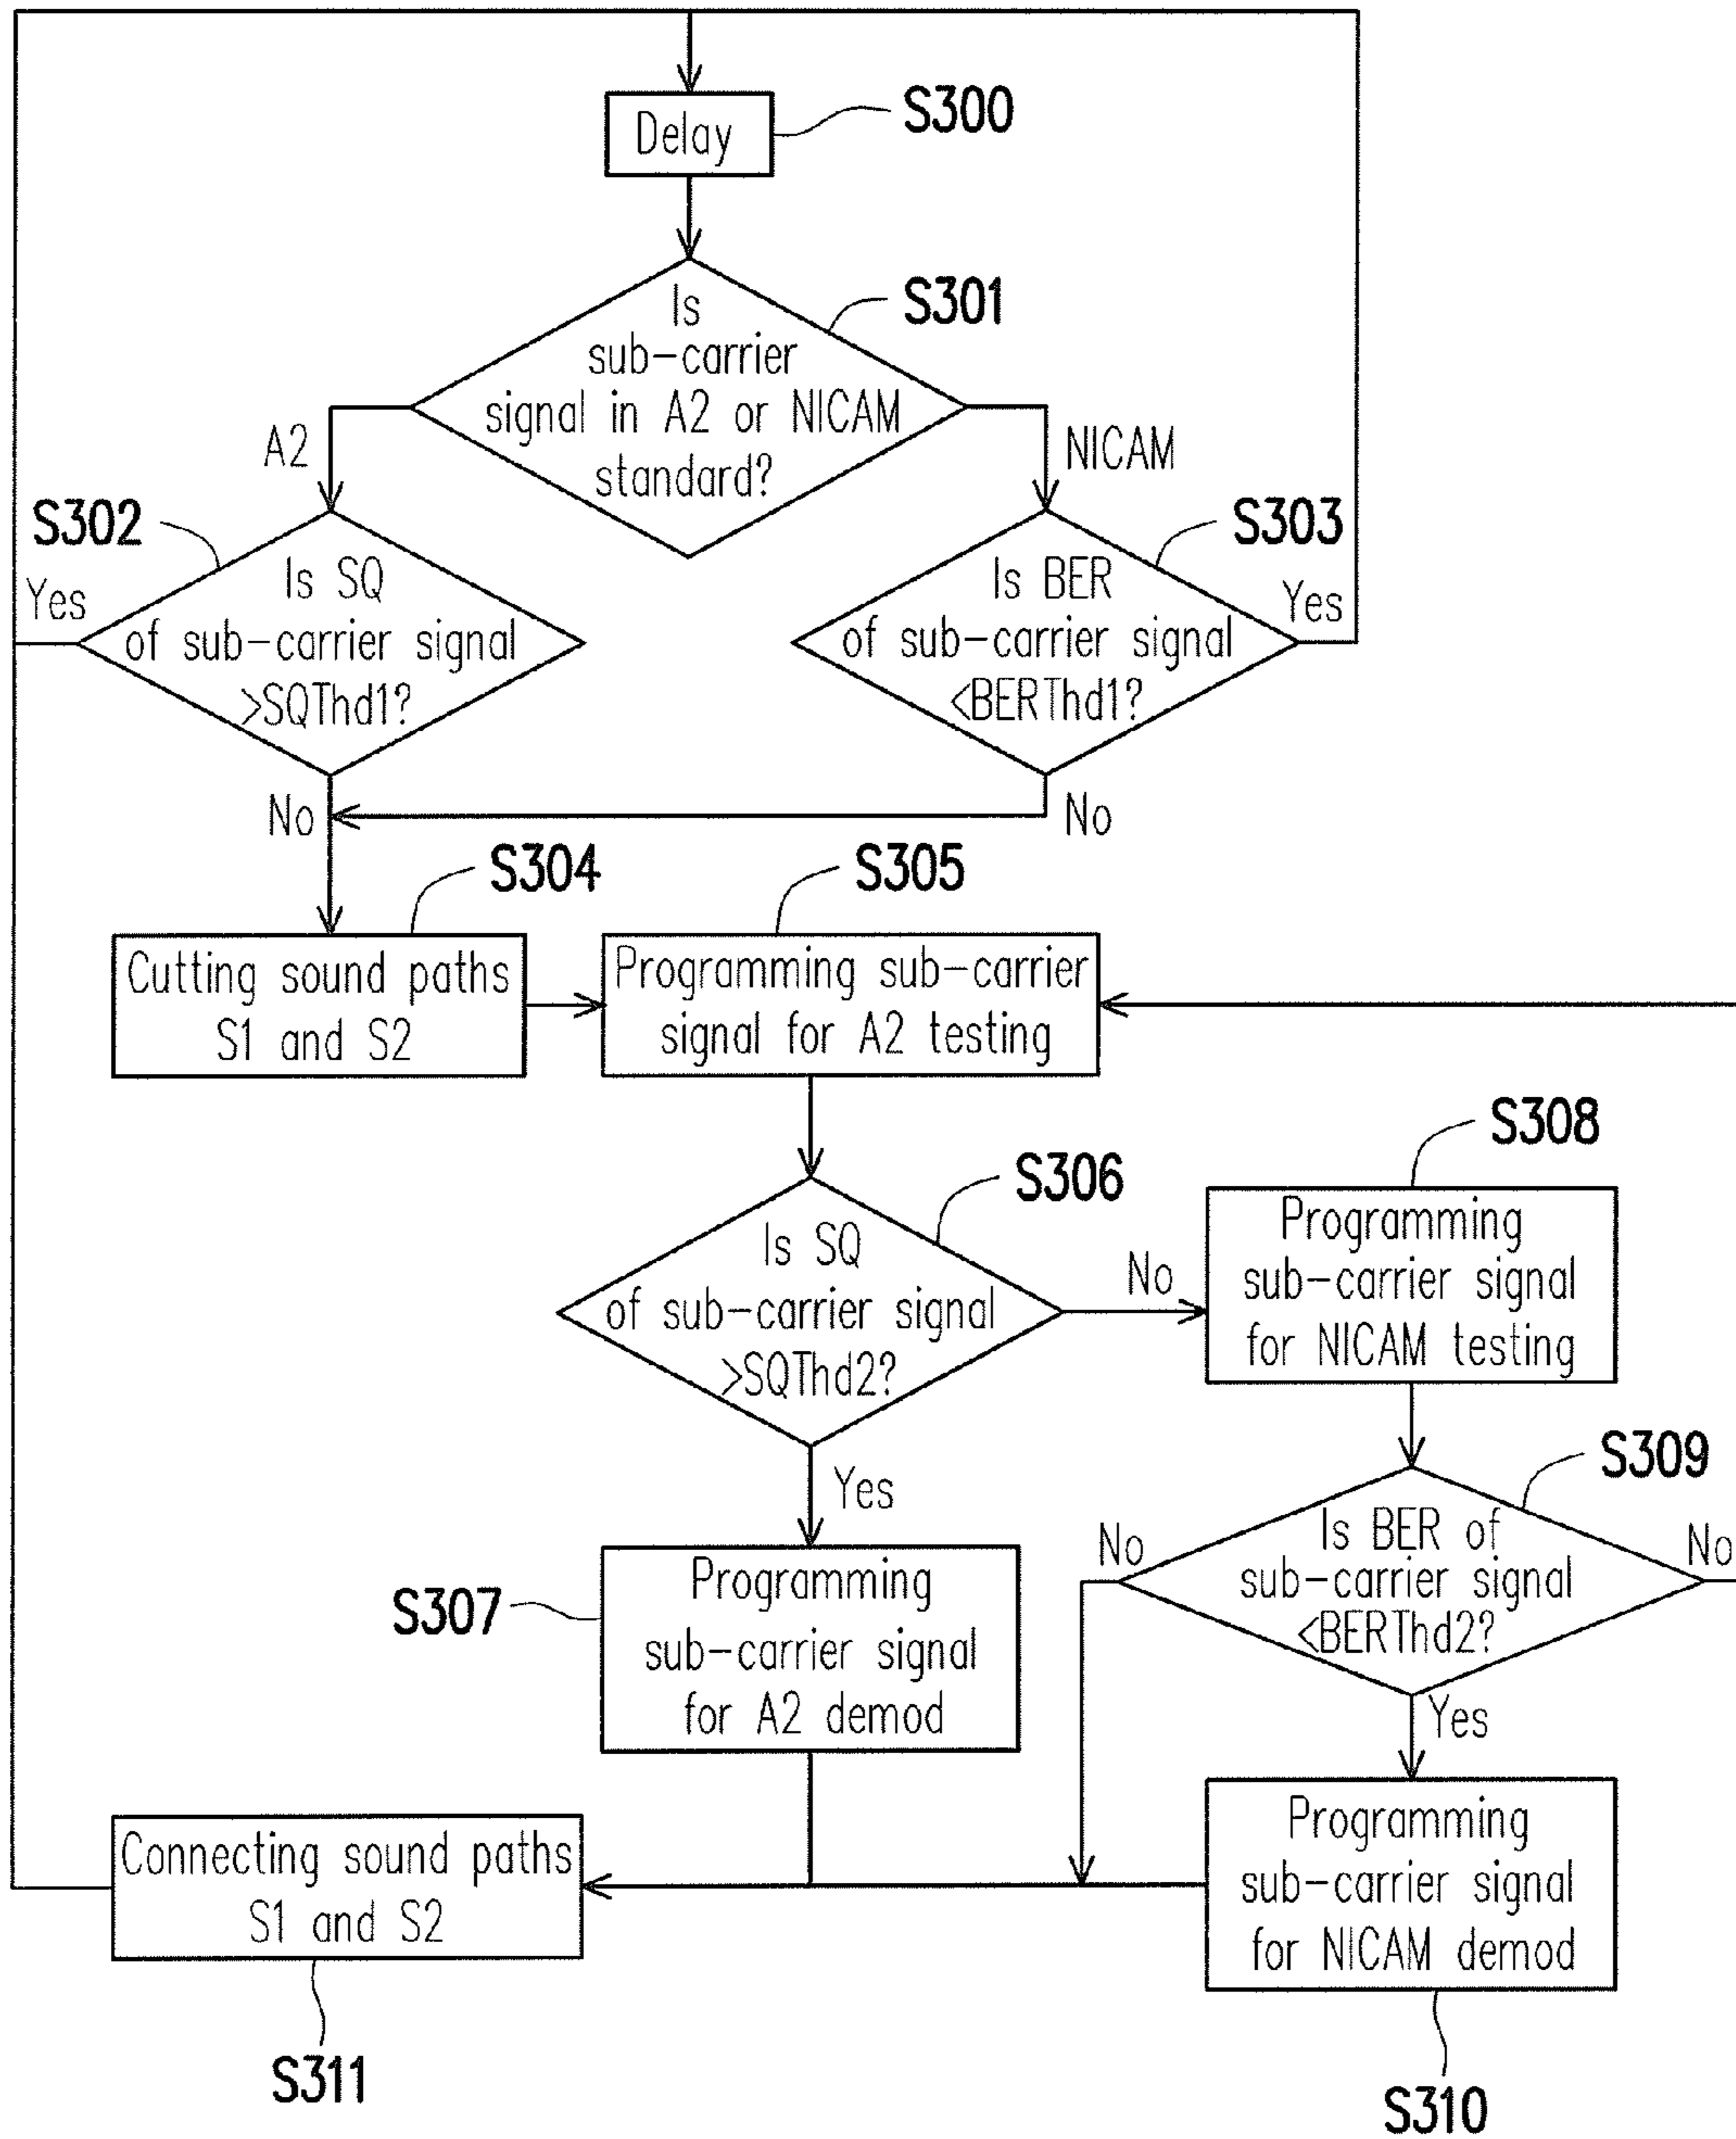 Delay
S300
S301
Is
sub-carrier
signal in A2 or NICAM
standard?
A2
NICAM
S302
S303
Yes
Is SQ
of sub-carrier signal
>SQThd1?
Is BER
of sub-carrier signal
<BERThd1?
Yes
No
No
S304
S305
Cutting sound paths
S1 and S2
Programming sub-carrier
signal for A2 testing
S306
S308
Is SQ
of sub-carrier signal
>SQThd2?
No
Programming
sub-carrier signal
for NICAM testing
Yes
S309
No
Is BER of
sub-carrier signal
<BERThd2?
No
S307
Programming
sub-carrier signal
for A2 demod
Yes
Connecting sound paths
S1 and S2
Programming
sub-carrier signal
for NICAM demod
S311
S310